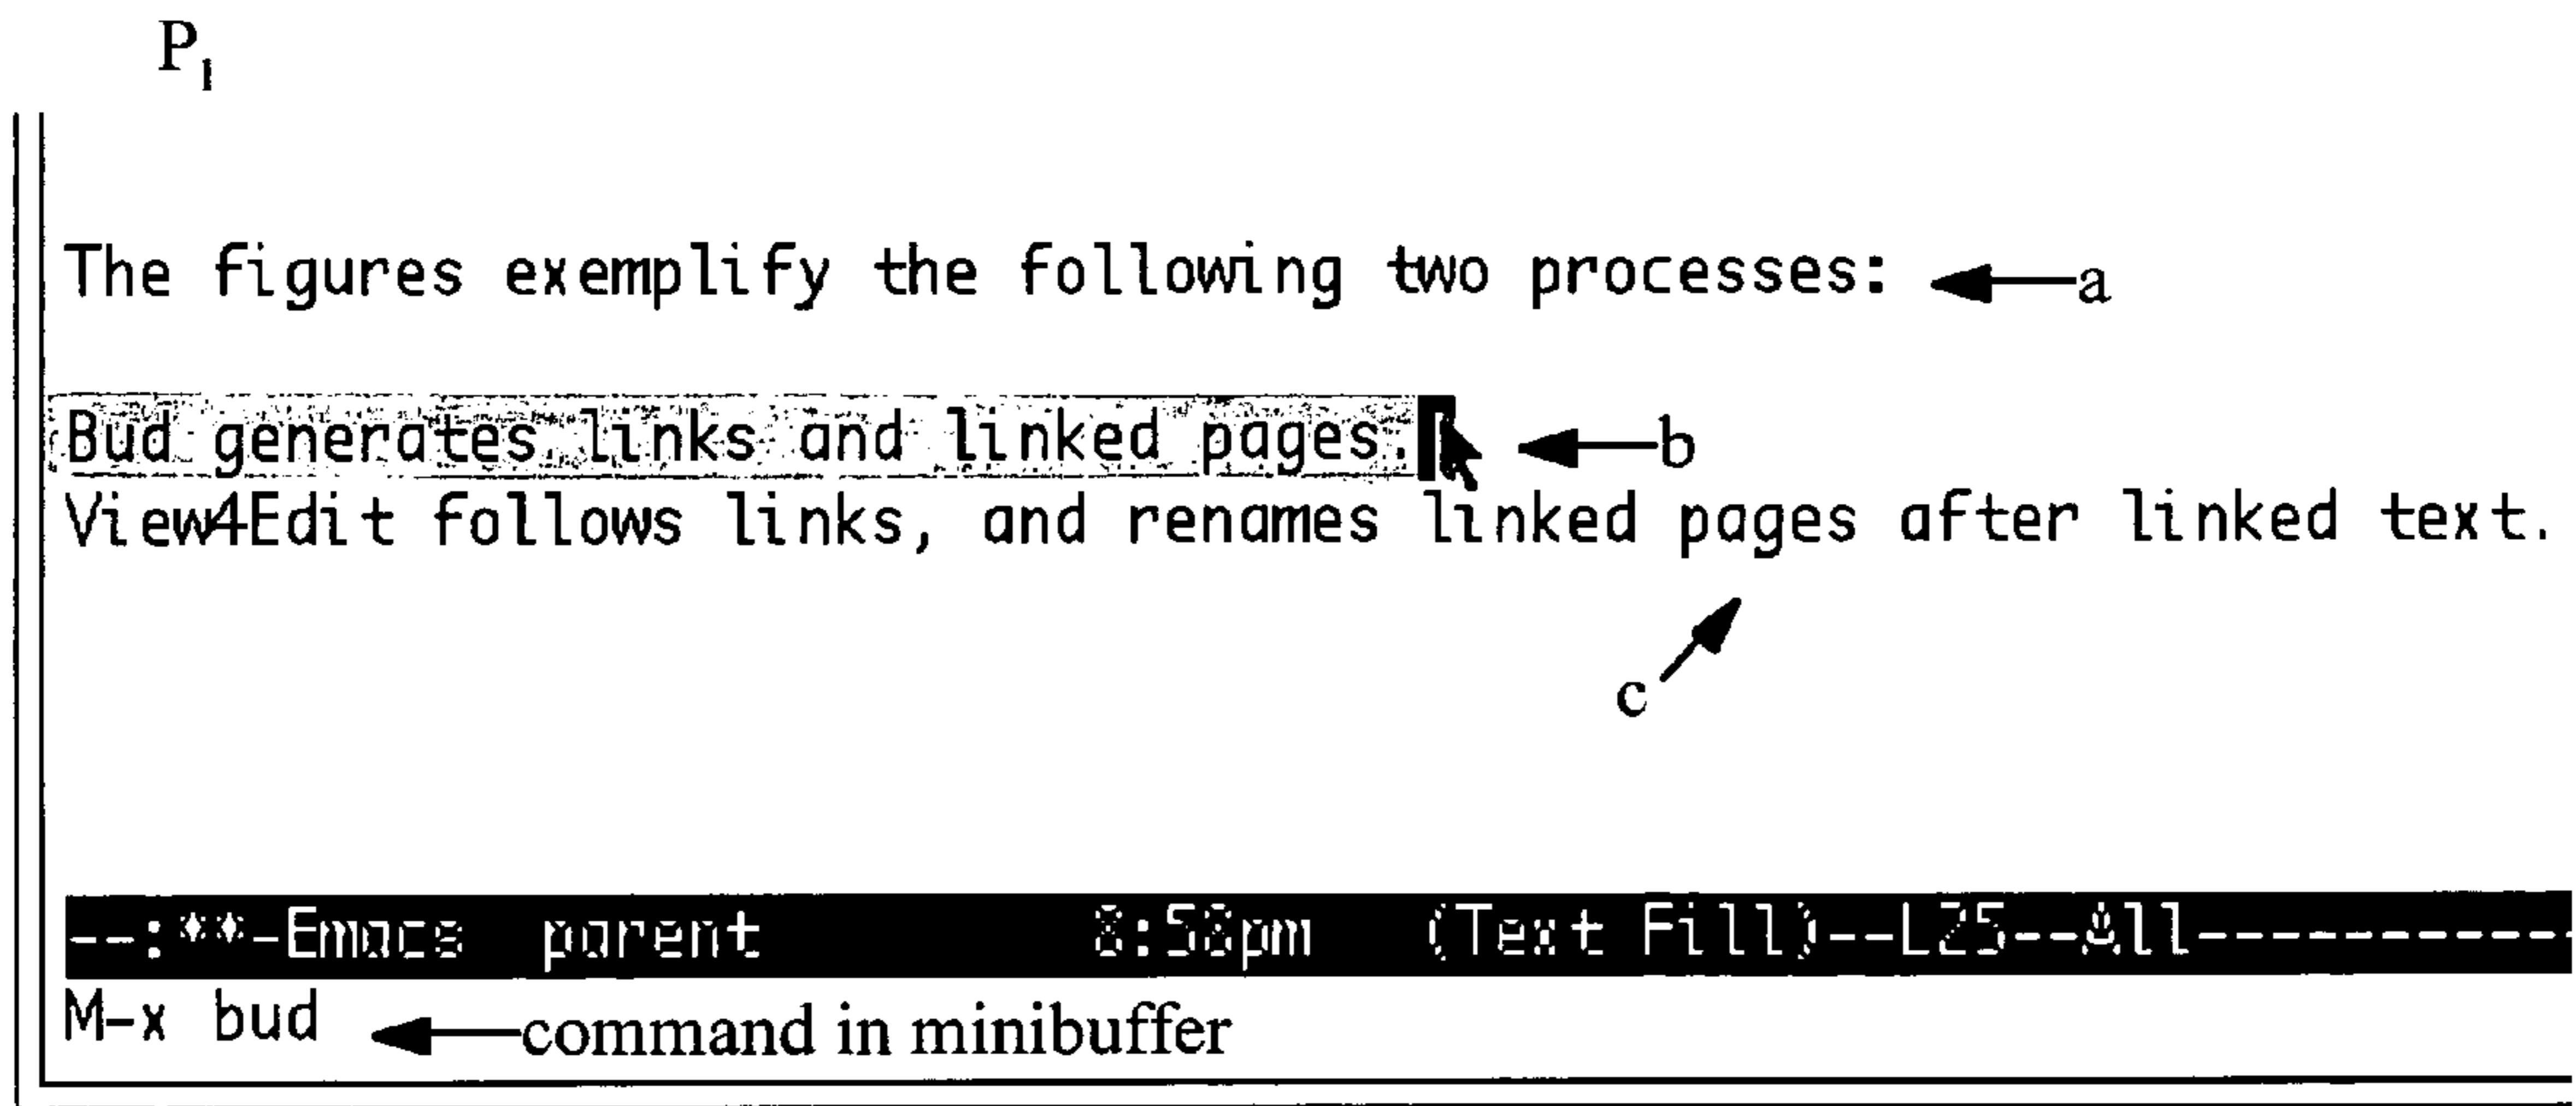 P1
The figures exemplify the following two processes: a
Bud generates links and linked pages. b
View4Edit follows links, and renames linked pages after linked text.
c
--:**-Emacs parent 8:58pm (Text Fill)--L25--All-----------
M-x bud command in minibuffer